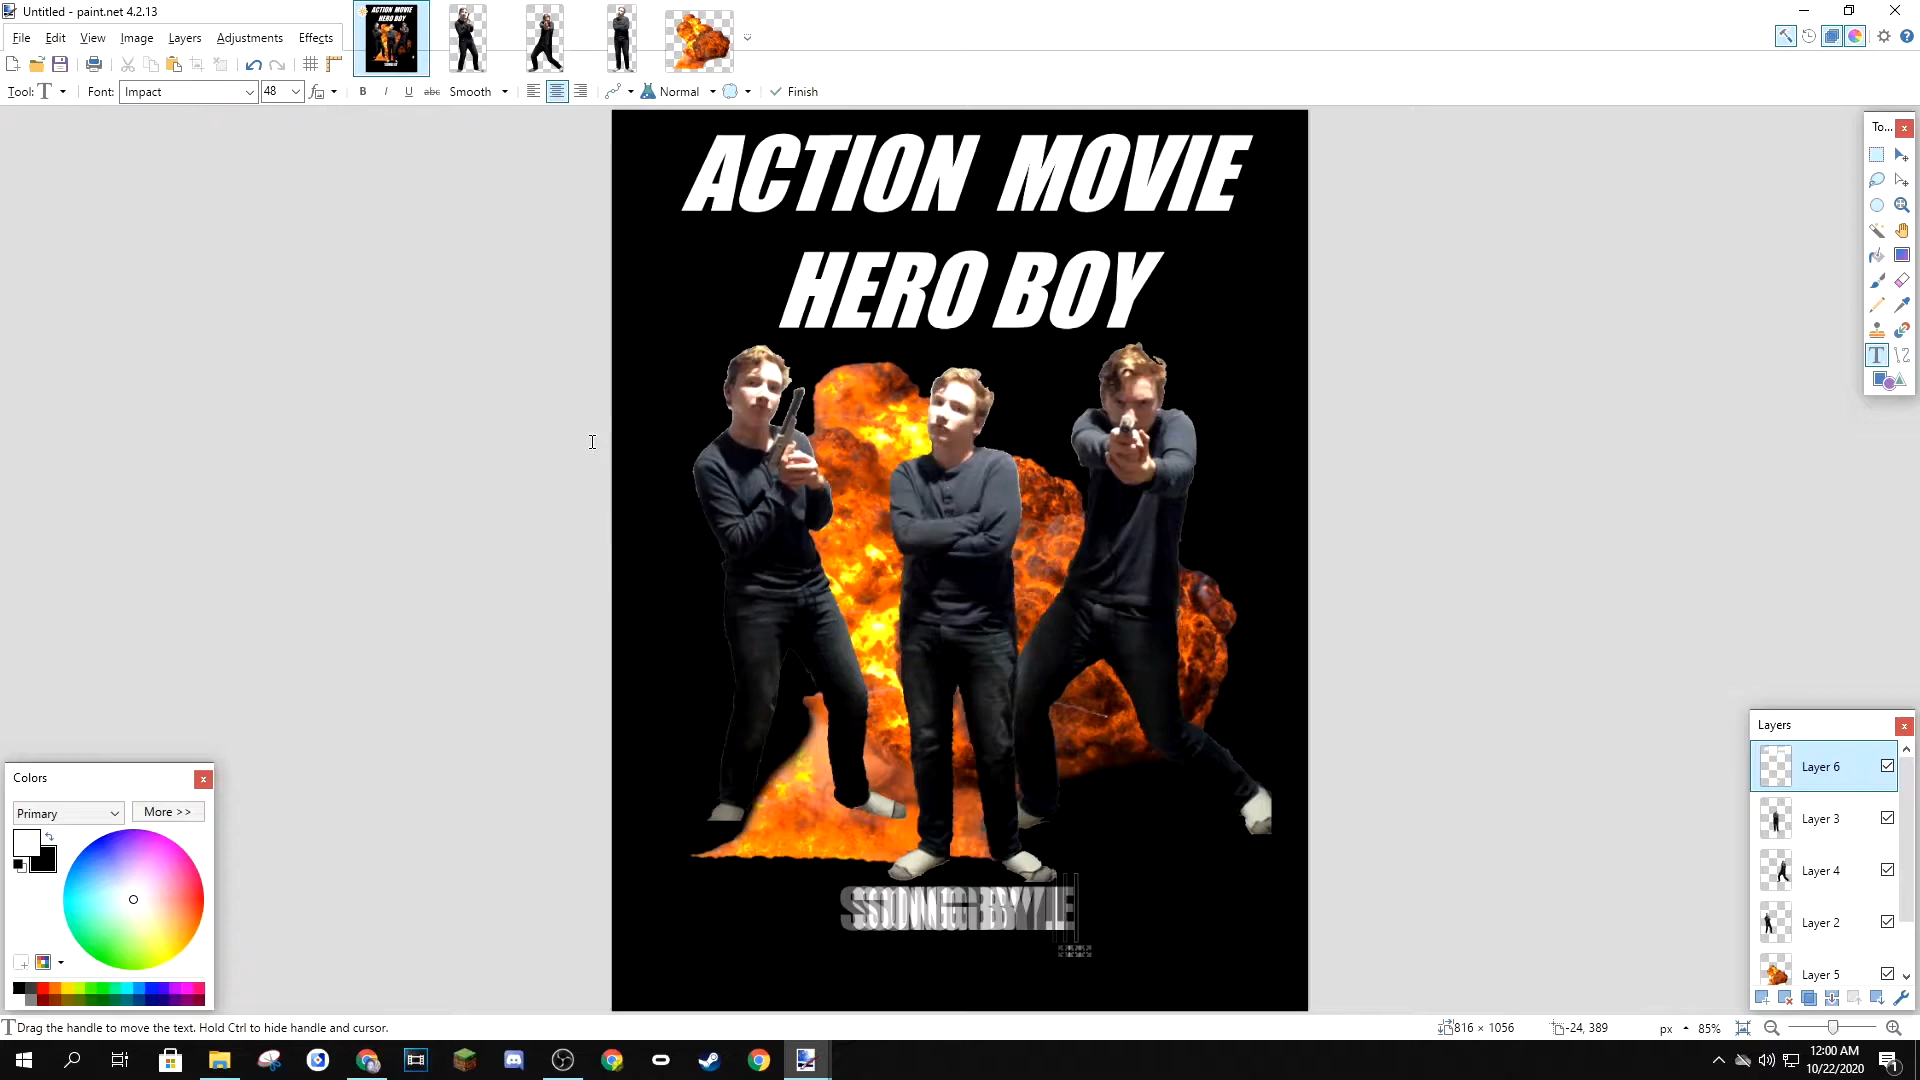 Untitled - paint.net 4.2.13
File Edit View Image Layers Adjustments Effects
Tool: T Font: Impact 48 B I U abc Smooth Normal Finish
To...
ACTION MOVIE
HERO BOY
Layers
Layer 6
Layer 3
Layer 4
Layer 2
Layer 5
Colors
Primary More >>
Drag the handle to move the text. Hold Ctrl to hide handle and cursor.
816 × 1056 -24, 389 px 85%
12:00 AM
10/22/2020
1